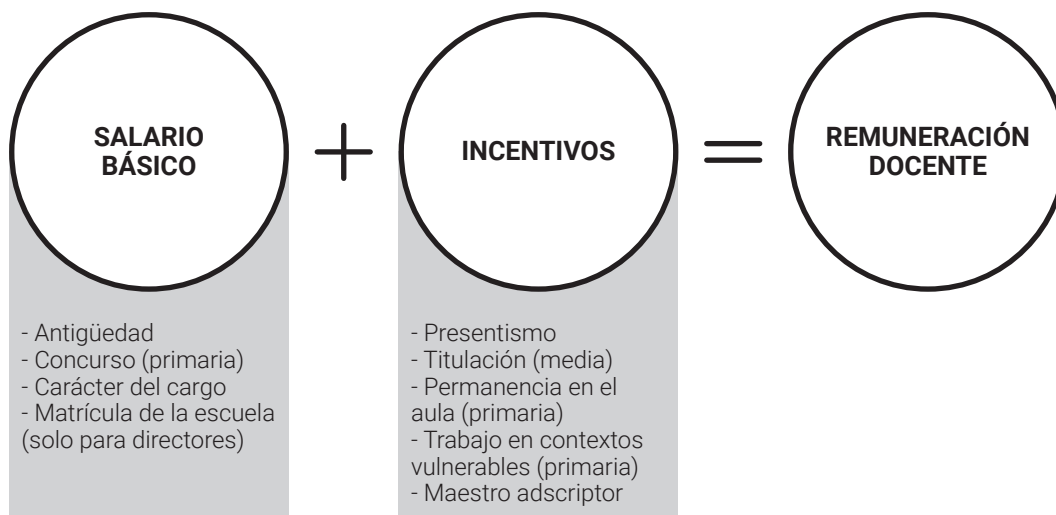 SALARIO
BÁSICO
+
INCENTIVOS
=
REMUNERACIÓN
DOCENTE
- Antigüedad
- Concurso (primaria)
- Carácter del cargo
- Matrícula de la escuela
(solo para directores)
- Presentismo
- Titulación (media)
- Permanencia en el
aula (primaria)
- Trabajo en contextos
vulnerables (primaria)
- Maestro adscriptor